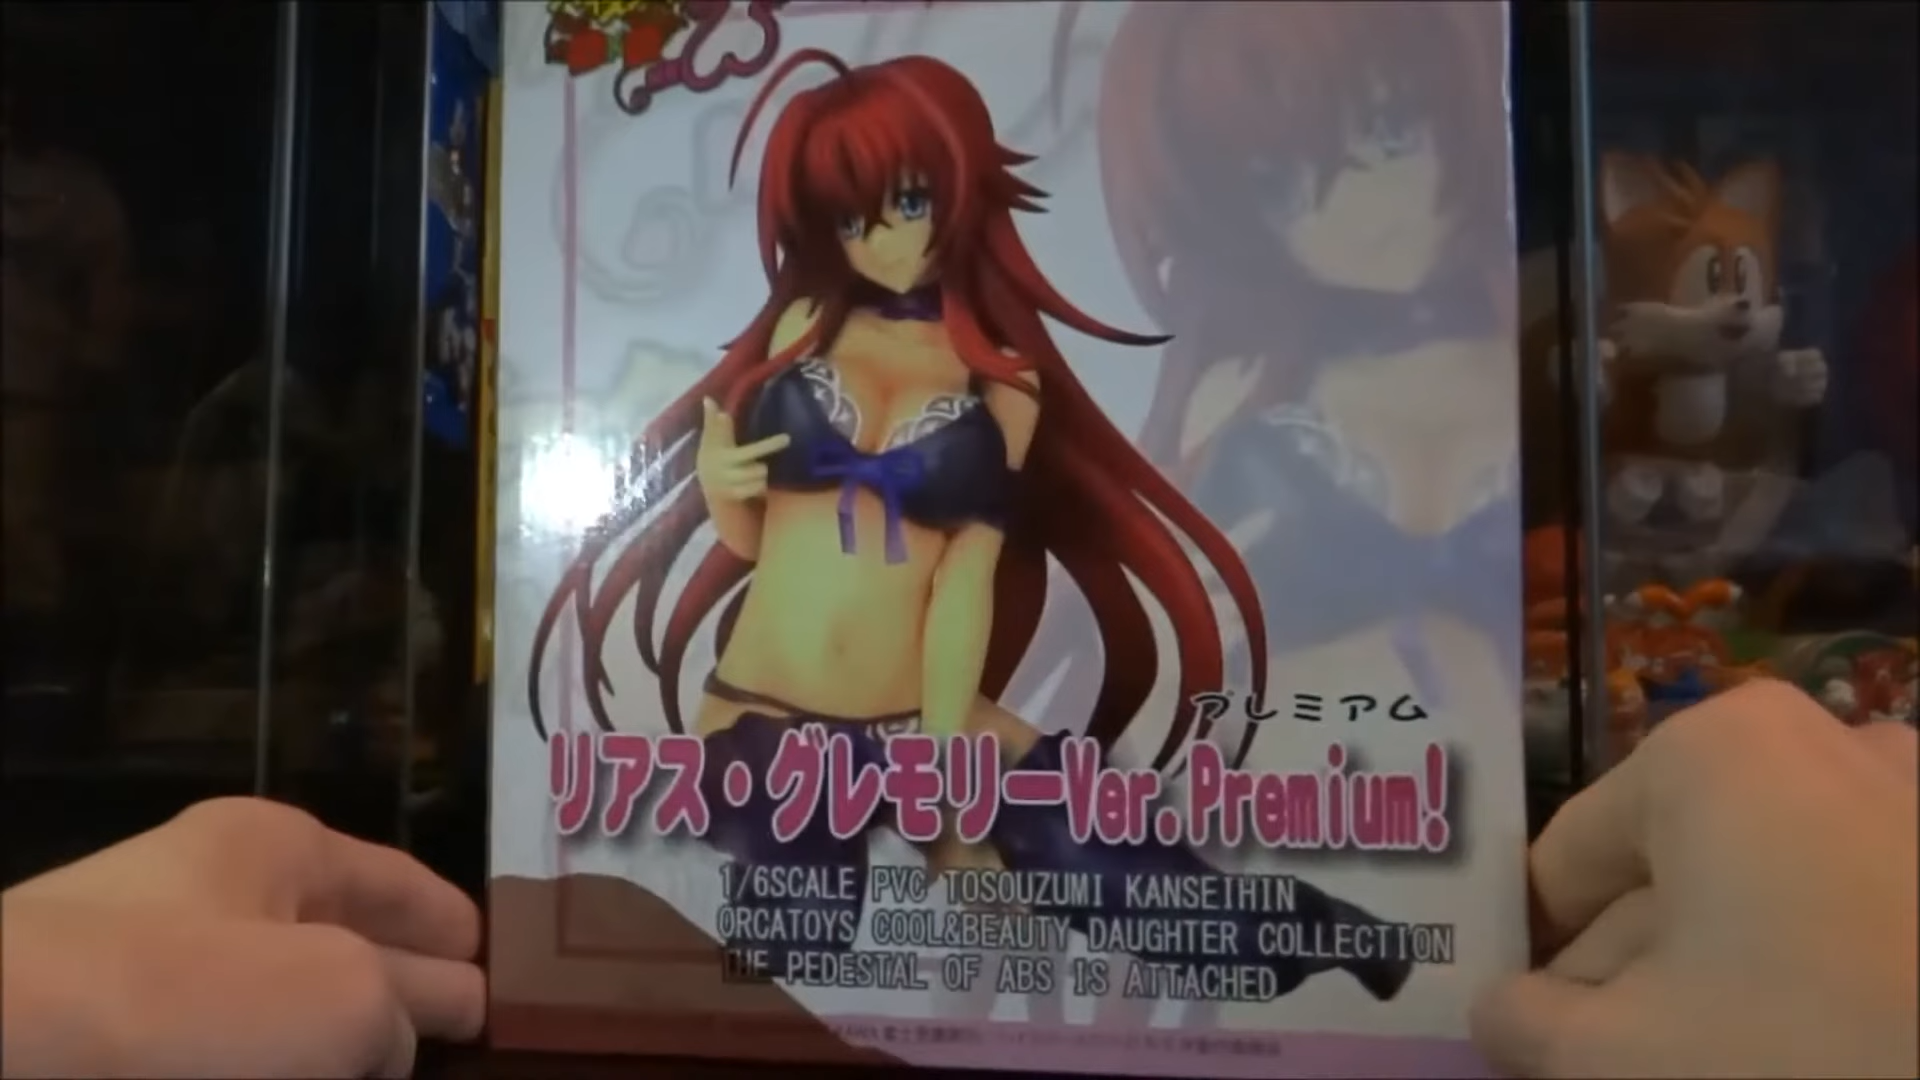 プレミアム
リアス・グレモリーVer.Premium!
1/6SCALE PVC TOSOUZUMI KANSEIHIN
ORCATOYS COOL&BEAUTY DAUGHTER COLLECTION
THE PEDESTAL OF ABS IS ATTACHED